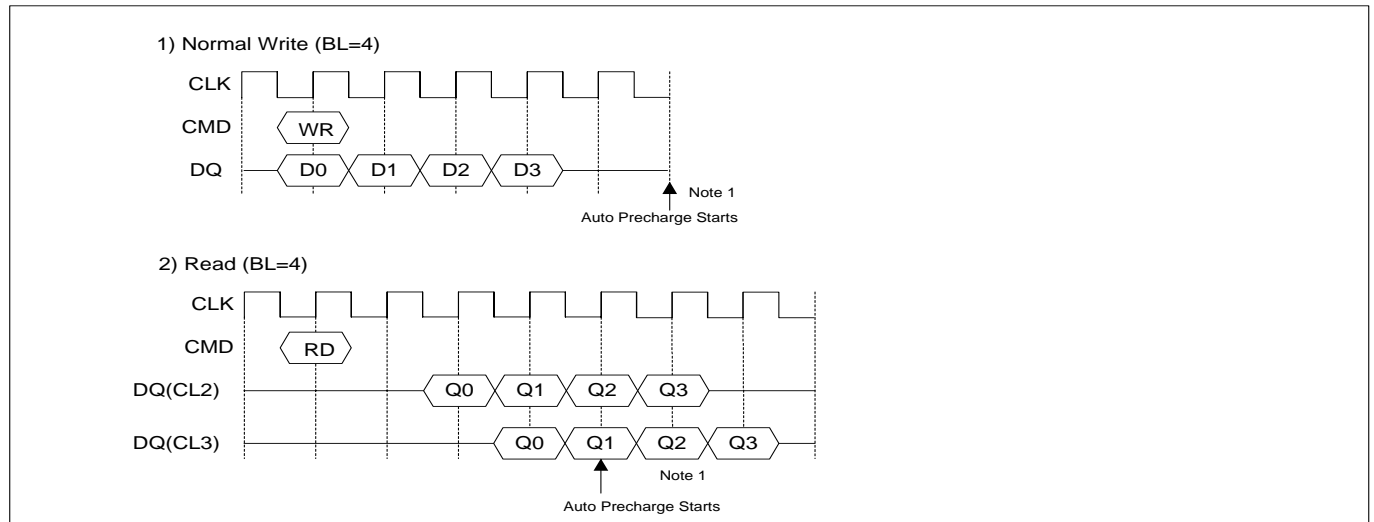 1) Normal Write (BL=4)
CLK
CMD WR
DQ D0 D1 D2 D3
Note 1
Auto Precharge Starts
2) Read (BL=4)
CLK
CMD RD
DQ(CL2) Q0 Q1 Q2 Q3
DQ(CL3) Q0 Q1 Q2 Q3
Note 1
Auto Precharge Starts